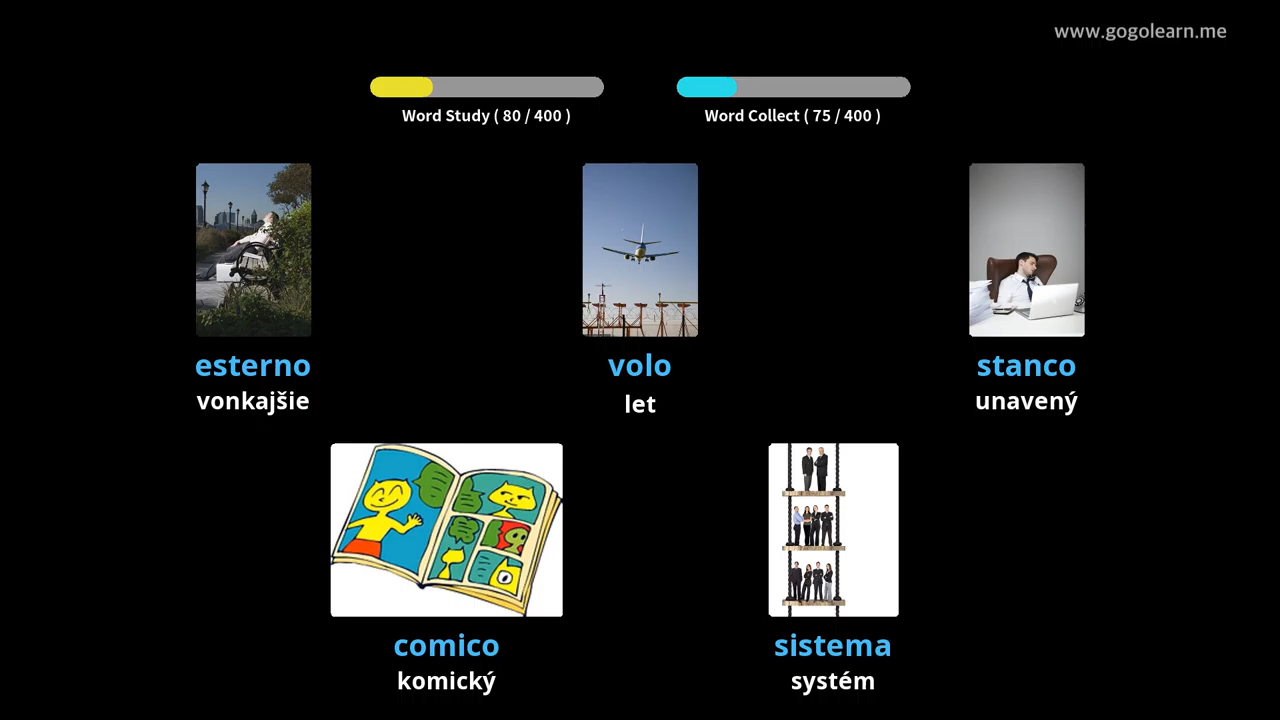 www.gogolearn.me
Word Study ( 80 / 400 )
Word Collect ( 75 / 400 )
esterno
vonkajšie
volo
let
stanco
unavený
comico
komický
sistema
systém